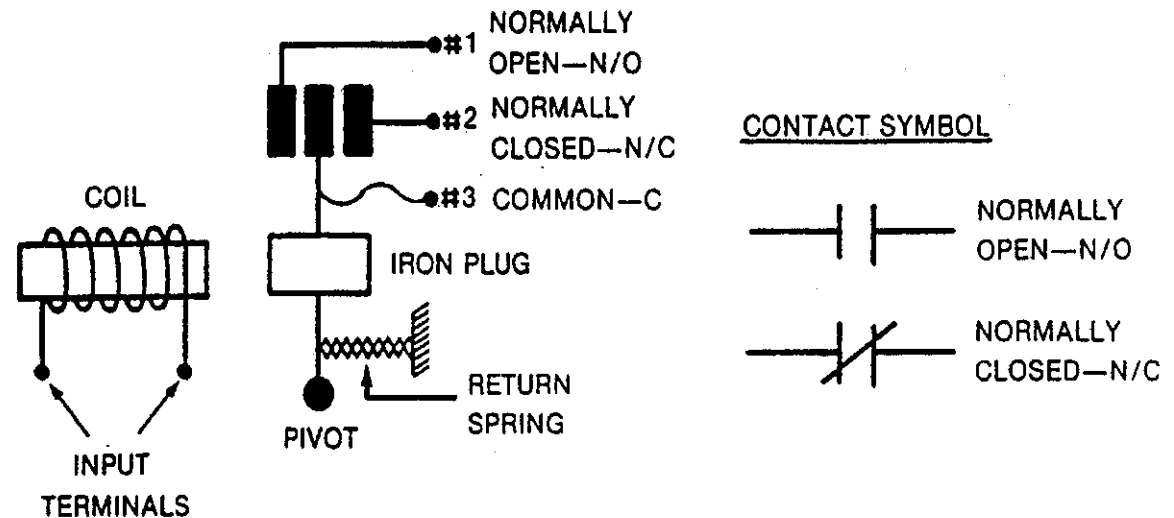 #1 NORMALLY
OPEN—N/O
#2 NORMALLY
CLOSED—N/C
#3 COMMON—C
COIL
IRON PLUG
RETURN
SPRING
PIVOT
INPUT
TERMINALS
CONTACT SYMBOL
NORMALLY
OPEN—N/O
NORMALLY
CLOSED—N/C